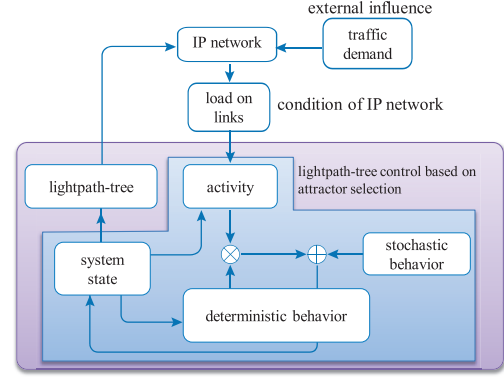 external influence
IP network
traffic
demand
load on
links
condition of IP network
lightpath-tree
activity
lightpath-tree control based on
attractor selection
system
state
stochastic
behavior
deterministic behavior